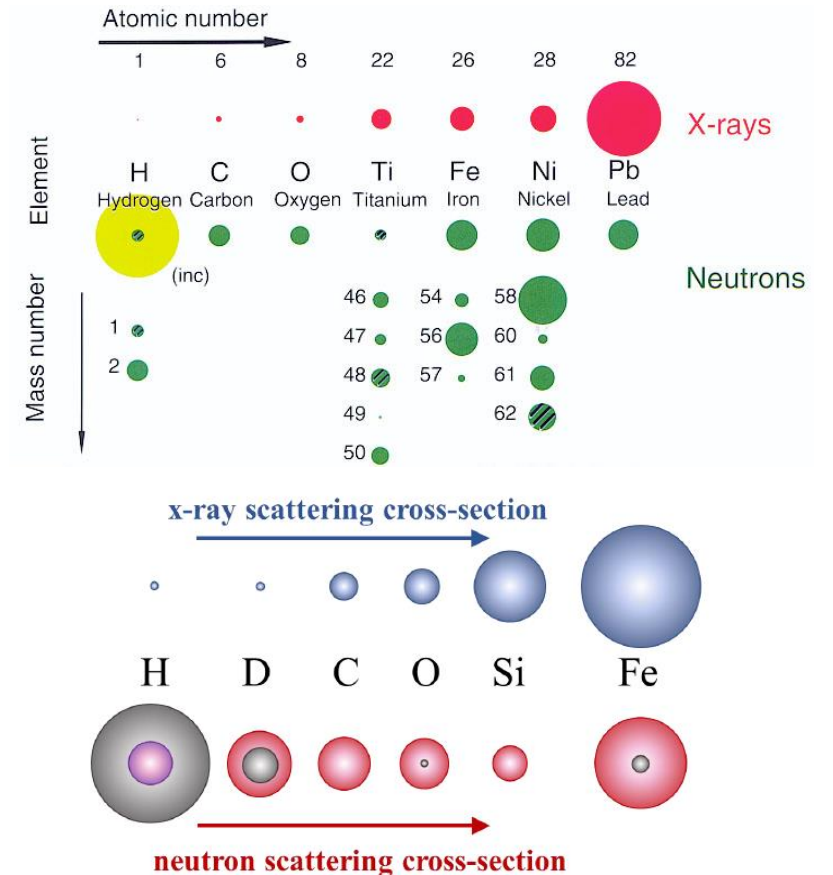 Atomic number
1 6 8 22 26 28 82
X-rays
H C O Ti Fe Ni Pb
Hydrogen Carbon Oxygen Titanium Iron Nickel Lead
Element
(inc)
Neutrons
Mass number
46 54 58
1 47 56 60
2 48 57 61
49 62
50
x-ray scattering cross-section
H D C O Si Fe
neutron scattering cross-section